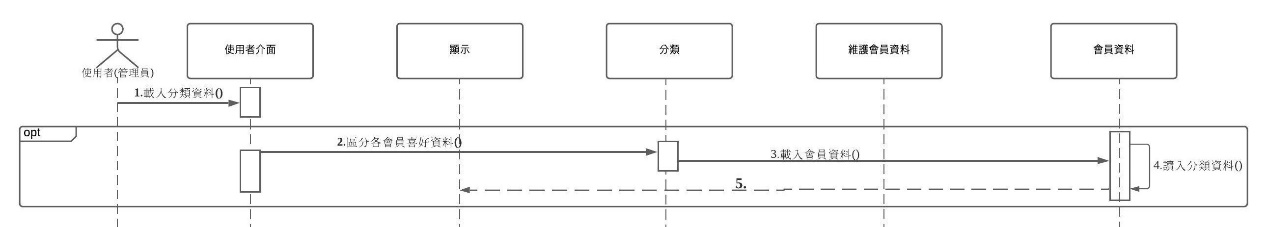 使用者介面
顯示
分類
維護會員資料
會員資料
使用者(管理員)
1.載入分類資料()
opt
2.區分各會員喜好資料()
3.載入會員資料()
4.讀入分類資料()
5.